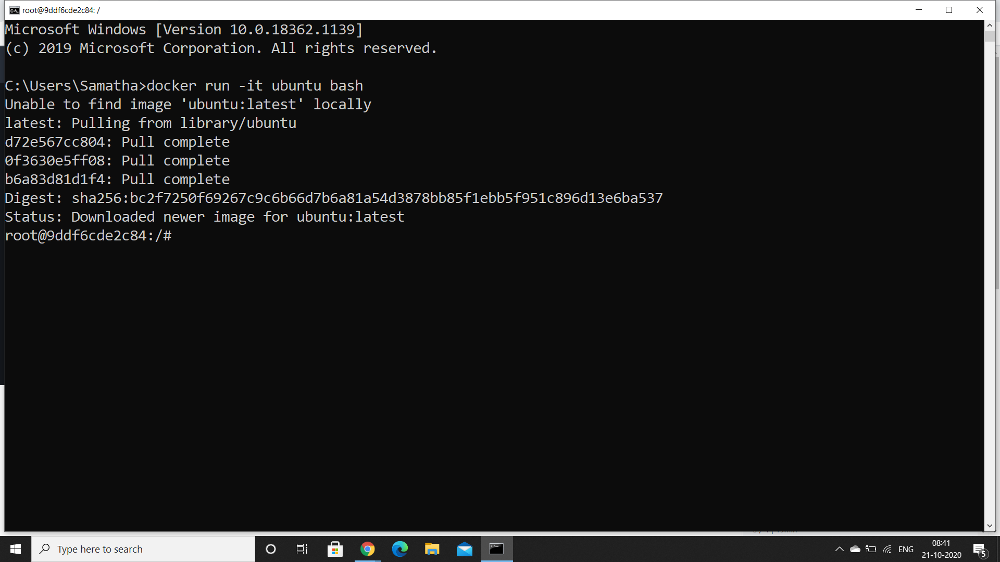 root@9ddf6cde2c84: /
Microsoft Windows [Version 10.0.18362.1139]
(c) 2019 Microsoft Corporation. All rights reserved.
C:\Users\Samatha>docker run -it ubuntu bash
Unable to find image 'ubuntu:latest' locally
latest: Pulling from library/ubuntu
d72e567cc804: Pull complete
0f3630e5ff08: Pull complete
b6a83d81d1f4: Pull complete
Digest: sha256:bc2f7250f69267c9c6b66d7b6a81a54d3878bb85f1ebb5f951c896d13e6ba537
Status: Downloaded newer image for ubuntu:latest
root@9ddf6cde2c84:/#
Type here to search
ENG
08:41
21-10-2020
5